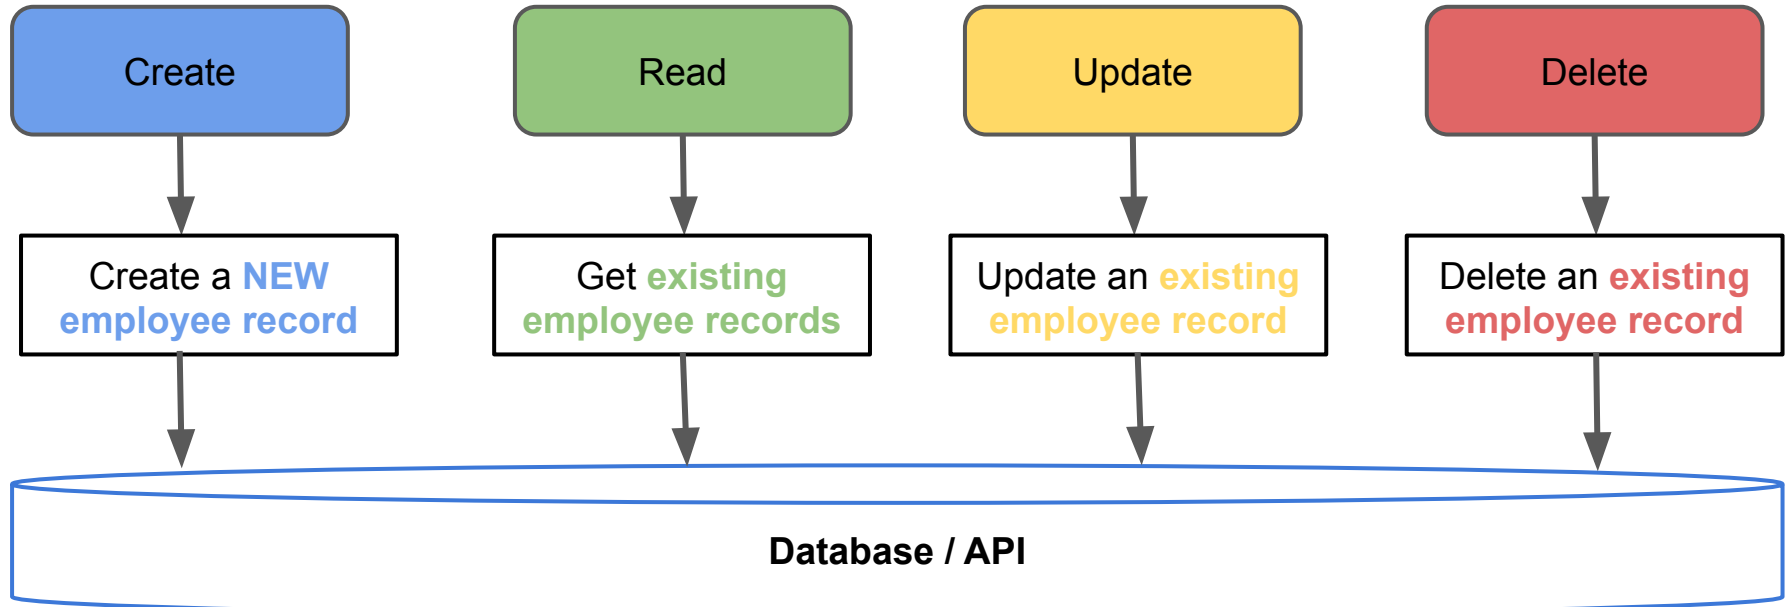 Create
Read
Update
Delete
Create a NEW
employee record
Get existing
employee records
Update an existing
employee record
Delete an existing
employee record
Database / API